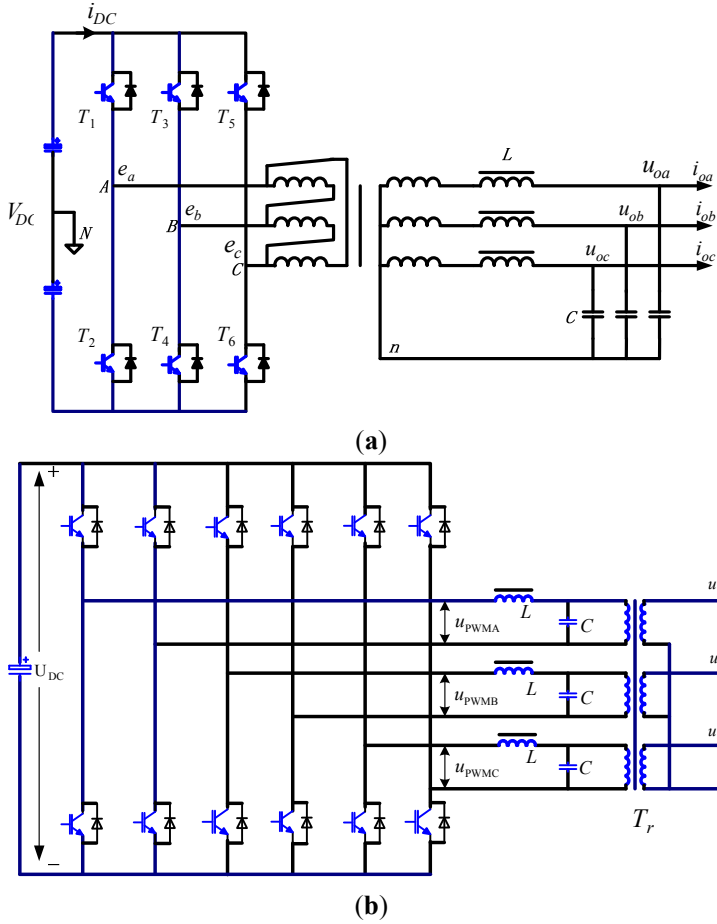 i_DC
T_1
T_3
T_5
V_DC
N
A
e_a
B
e_b
C
e_c
L
u_oa
i_oa
u_ob
i_ob
u_oc
i_oc
C
T_2
T_4
T_6
n
+
+
(a)
+
+
U_DC
−
u_PWMA
L
C
u
u_PWMB
L
C
u
u_PWMC
L
C
u
T_r
(b)